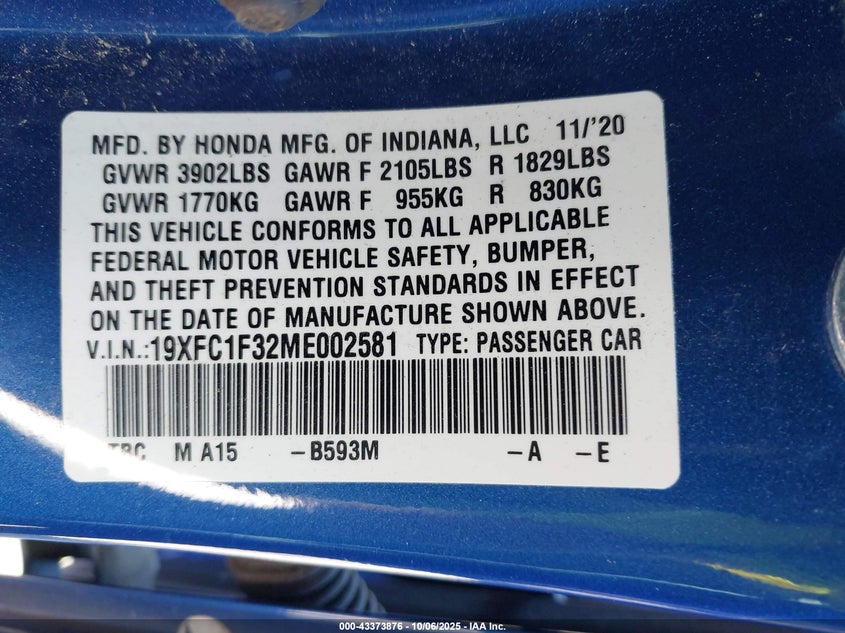 MFD. BY HONDA MFG. OF INDIANA, LLC 11/'20
GVWR 3902LBS GAWR F 2105LBS R 1829LBS
GVWR 1770KG GAWR F 955KG R 830KG
THIS VEHICLE CONFORMS TO ALL APPLICABLE
FEDERAL MOTOR VEHICLE SAFETY, BUMPER,
AND THEFT PREVENTION STANDARDS IN EFFECT
ON THE DATE OF MANUFACTURE SHOWN ABOVE.
V.I.N.:19XFC1F32ME002581 TYPE: PASSENGER CAR
TBC M A15 -B593M -A -E
000-43373876 - 10/06/2025 - IAA Inc.